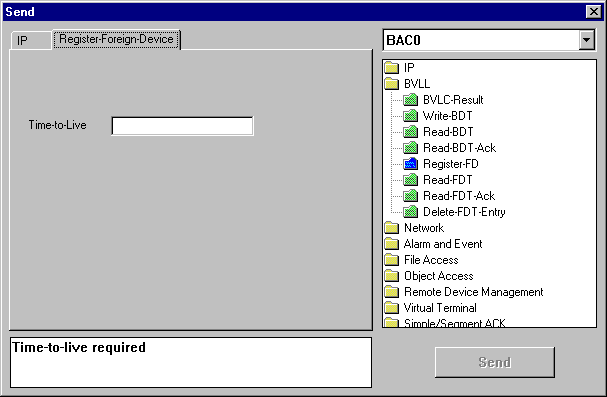 Send
IP
Register-Foreign-Device
Time-to-Live
Time-to-live required
BAC0
IP
BVLL
BVLC-Result
Write-BDT
Read-BDT
Read-BDT-Ack
Register-FD
Read-FDT
Read-FDT-Ack
Delete-FDT-Entry
Network
Alarm and Event
File Access
Object Access
Remote Device Management
Virtual Terminal
Simple/Segment ACK
Send